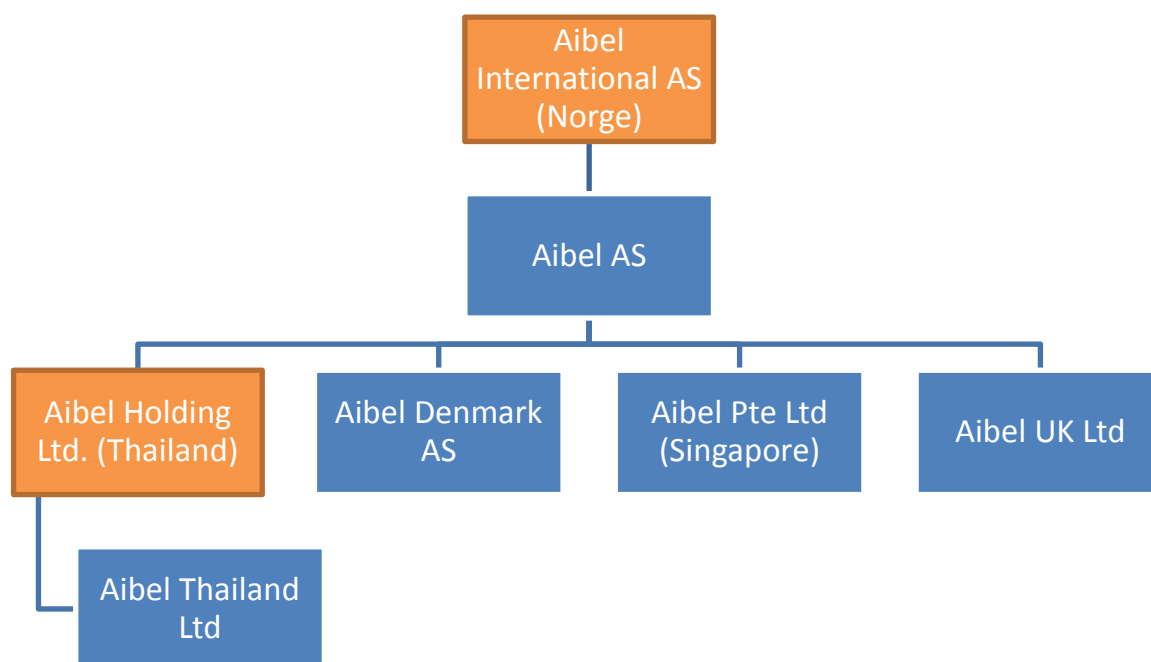 Aibel
International AS
(Norge)
Aibel AS
Aibel Holding
Ltd. (Thailand)
Aibel Denmark
AS
Aibel Pte Ltd
(Singapore)
Aibel UK Ltd
Aibel Thailand
Ltd